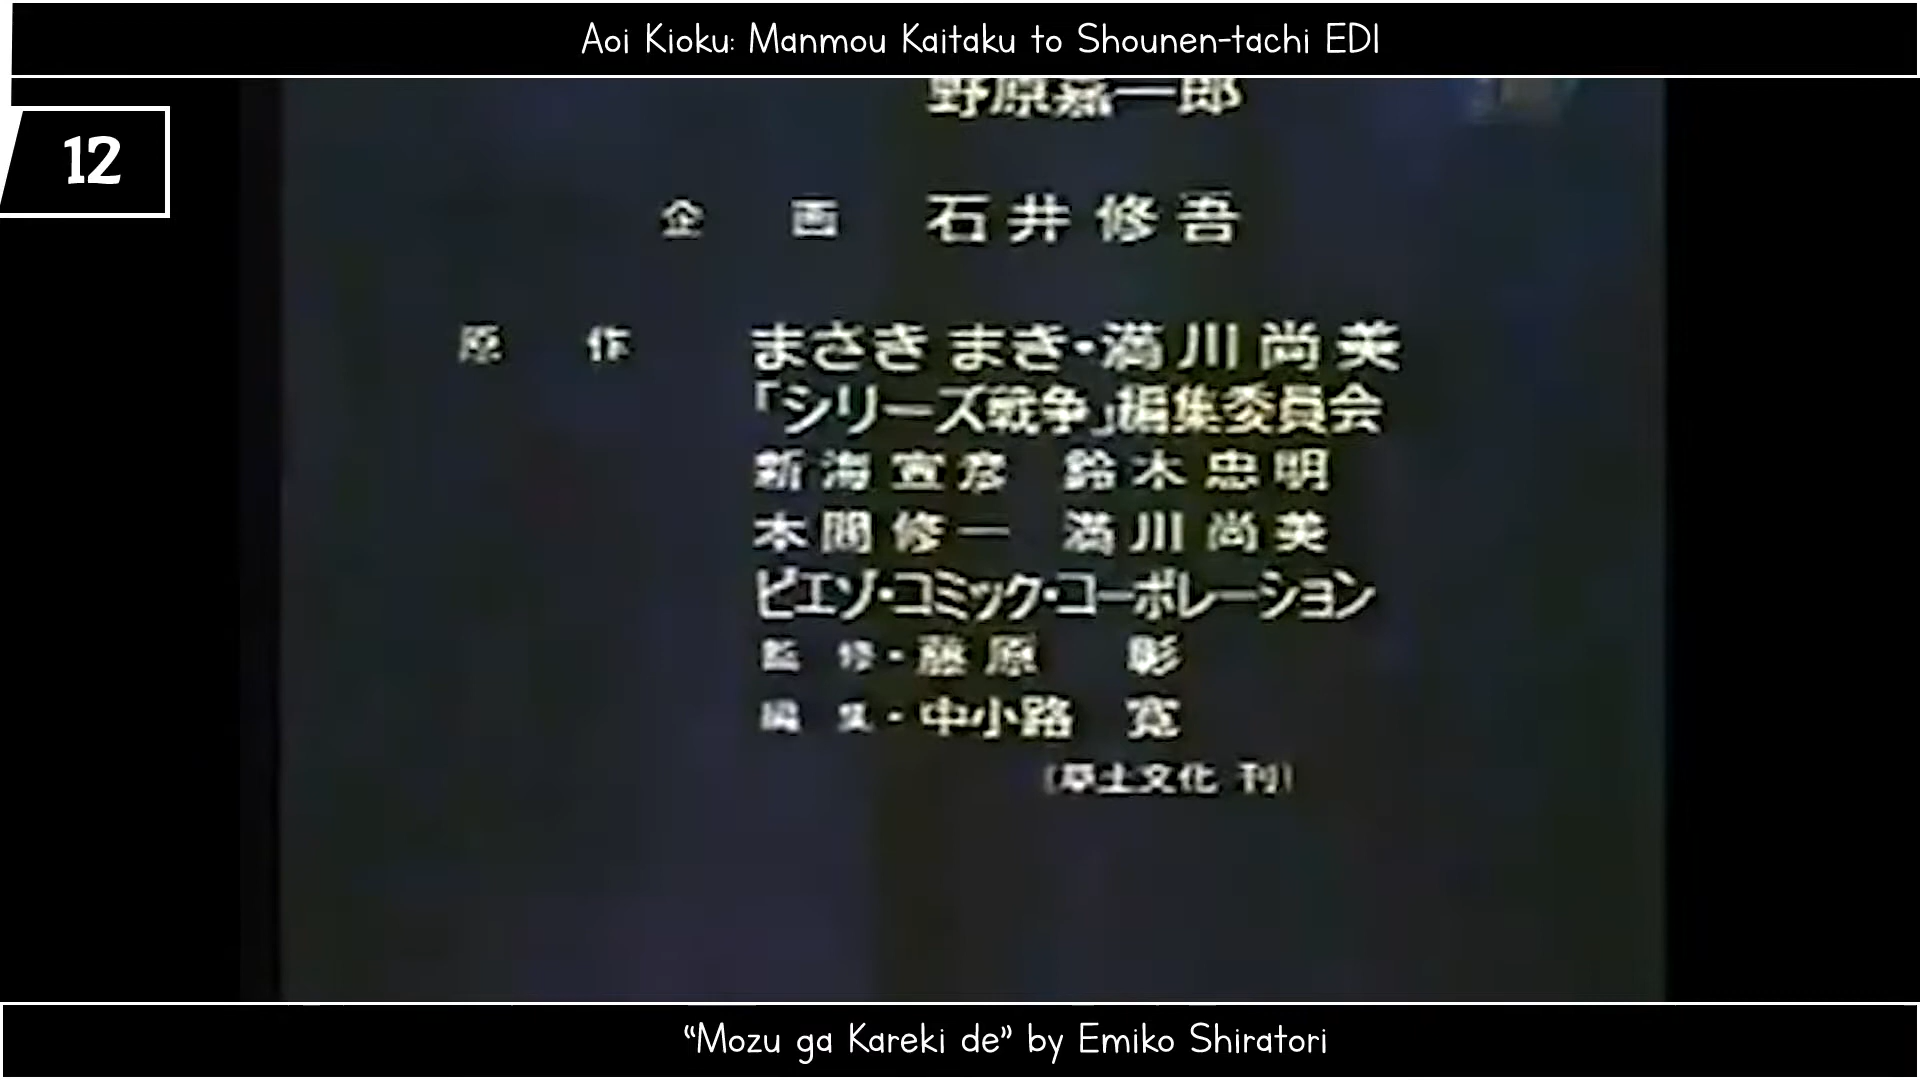 Aoi Kioku: Manmou Kaitaku to Shounen-tachi ED1
12
野原嘉一郎
企画 石井修吾
原作 まさき まき・満川尚美
「シリーズ戦争」編集委員会
新海宣彦 鈴木忠明
本間修一 満川尚美
ピエゾ・コミック・コーポレーション
監修・藤原 彰
編集・中小路 寛
(草土文化 刊)
“Mozu ga Kareki de” by Emiko Shiratori